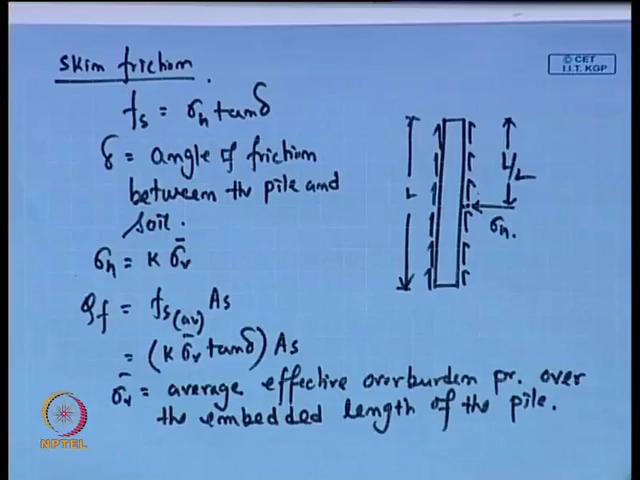 skin friction.
© CET
I.I.T. KGP
fs = σh tanδ
δ = angle of friction
between the pile and
soil.
σh = K σ̄v
Qf = fs(av) As
= (K σ̄v tanδ) As
σ̄v = average effective overburden pr. over
the embedded length of the pile.
L
L/2
σh.
NPTEL